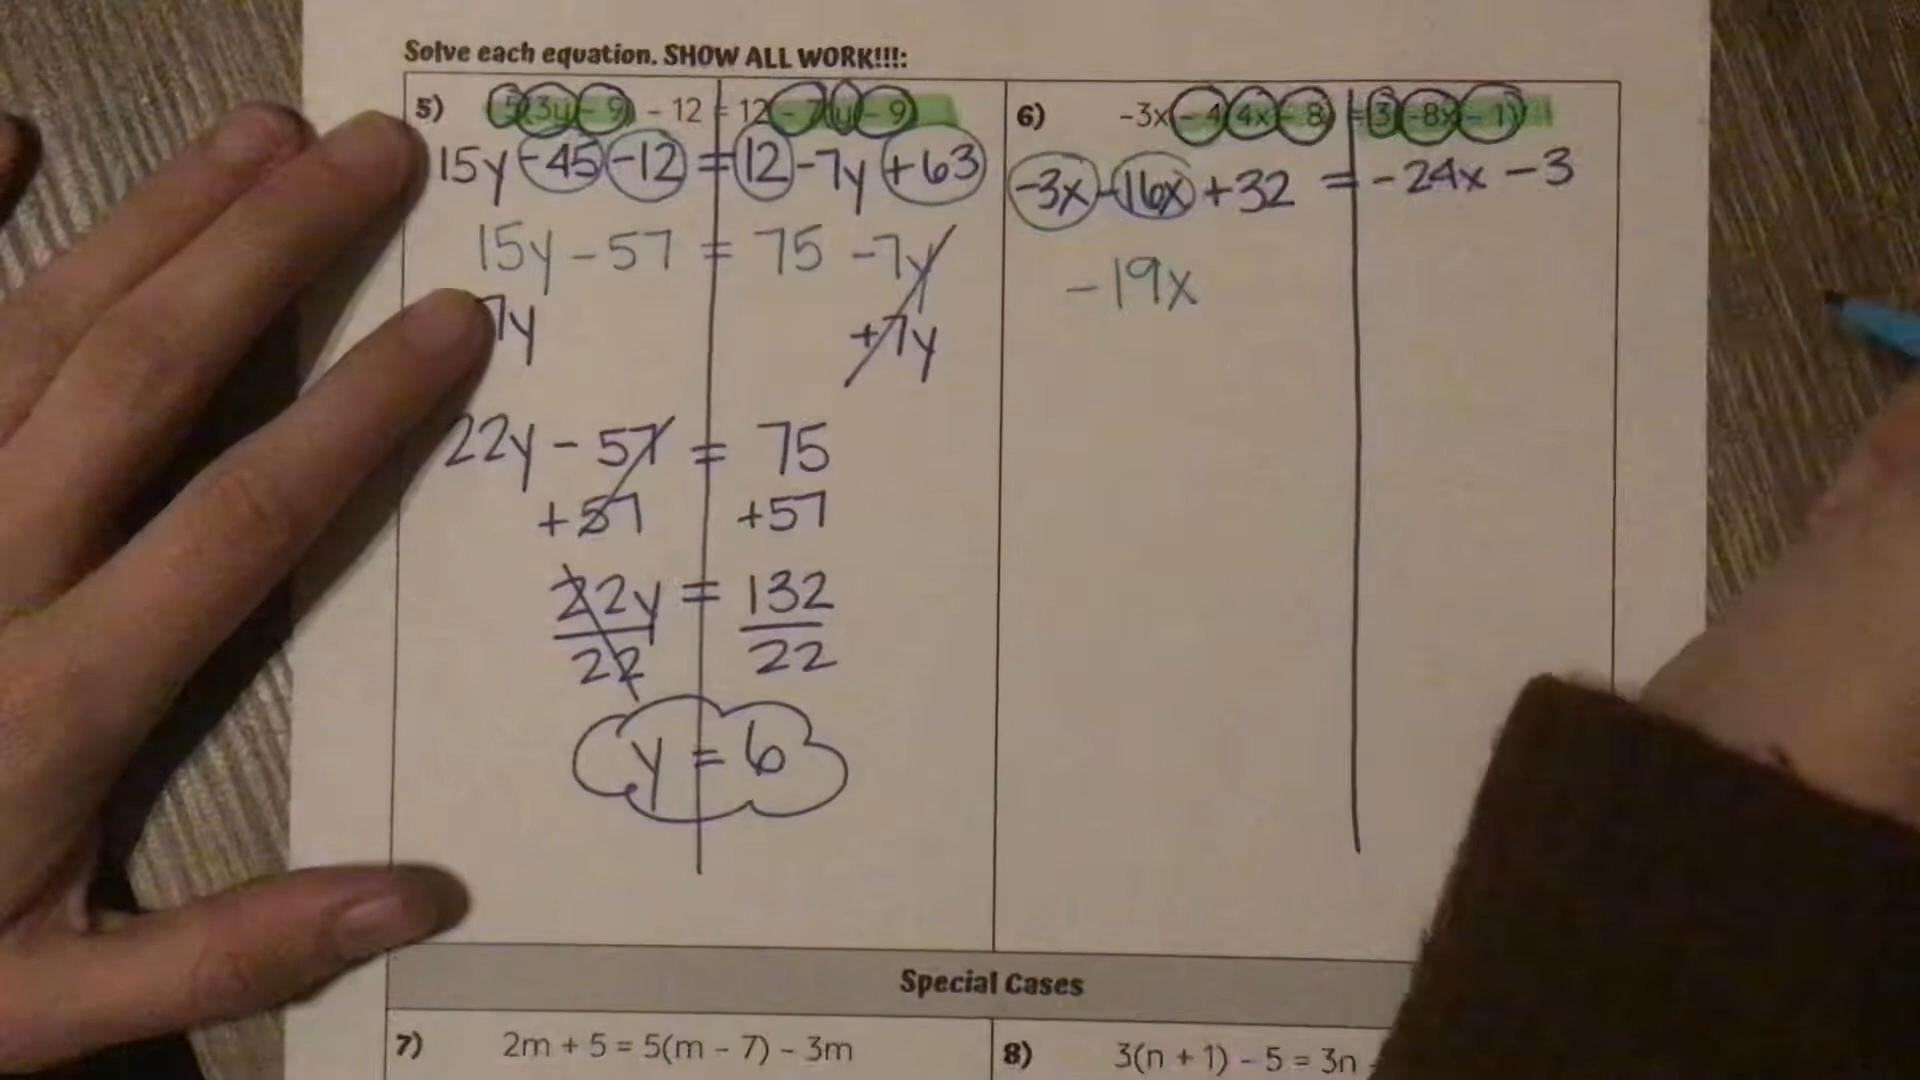 Solve each equation. SHOW ALL WORK!!!:
5) 5(3y - 9) - 12 = 12 - 7(y - 9)
15y - 45 - 12 = 12 - 7y + 63
15y - 57 = 75 - 7y
7y +7y
22y - 57 = 75
+57 +57
22y = 132
22 22
y = 6
6) -3x - 4(4x - 8) = 3(-8x - 1)
-3x - 16x + 32 = -24x - 3
-19x
Special Cases
7) 2m + 5 = 5(m - 7) - 3m
8) 3(n + 1) - 5 = 3n